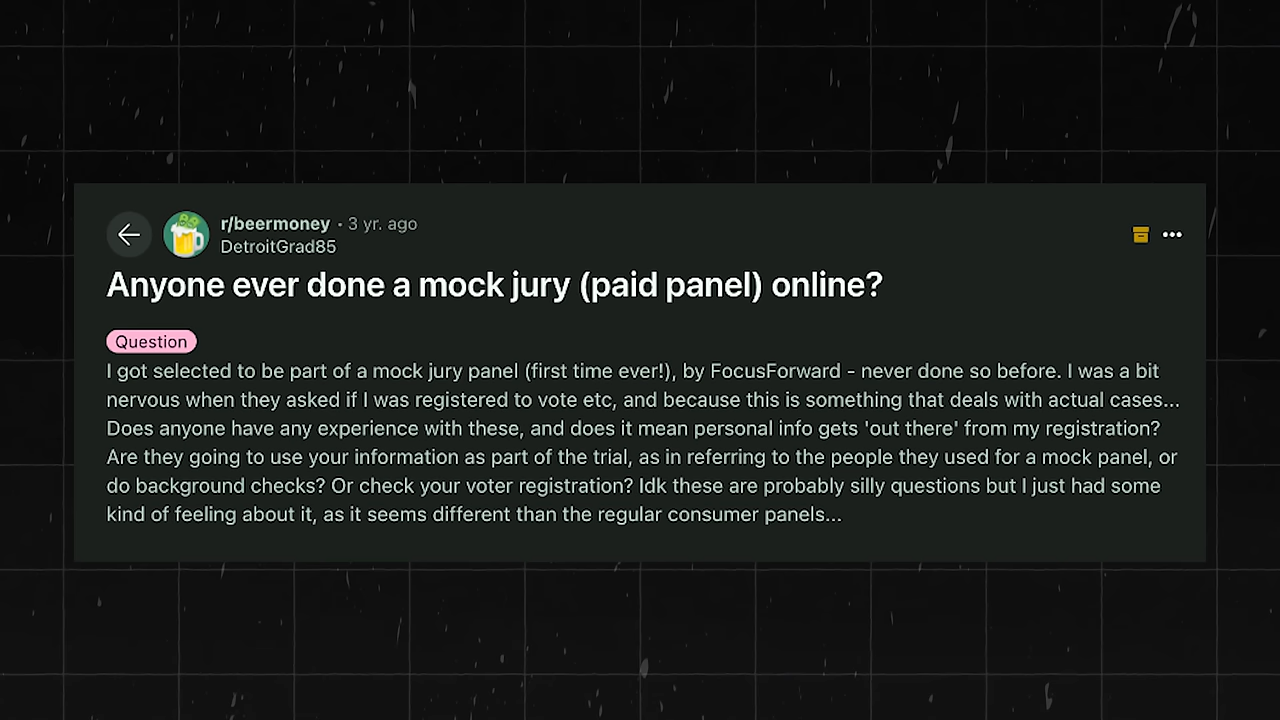 r/beermoney · 3 yr. ago
DetroitGrad85
Anyone ever done a mock jury (paid panel) online?
Question
I got selected to be part of a mock jury panel (first time ever!), by FocusForward - never done so before. I was a bit
nervous when they asked if I was registered to vote etc, and because this is something that deals with actual cases...
Does anyone have any experience with these, and does it mean personal info gets 'out there' from my registration?
Are they going to use your information as part of the trial, as in referring to the people they used for a mock panel, or
do background checks? Or check your voter registration? Idk these are probably silly questions but I just had some
kind of feeling about it, as it seems different than the regular consumer panels...